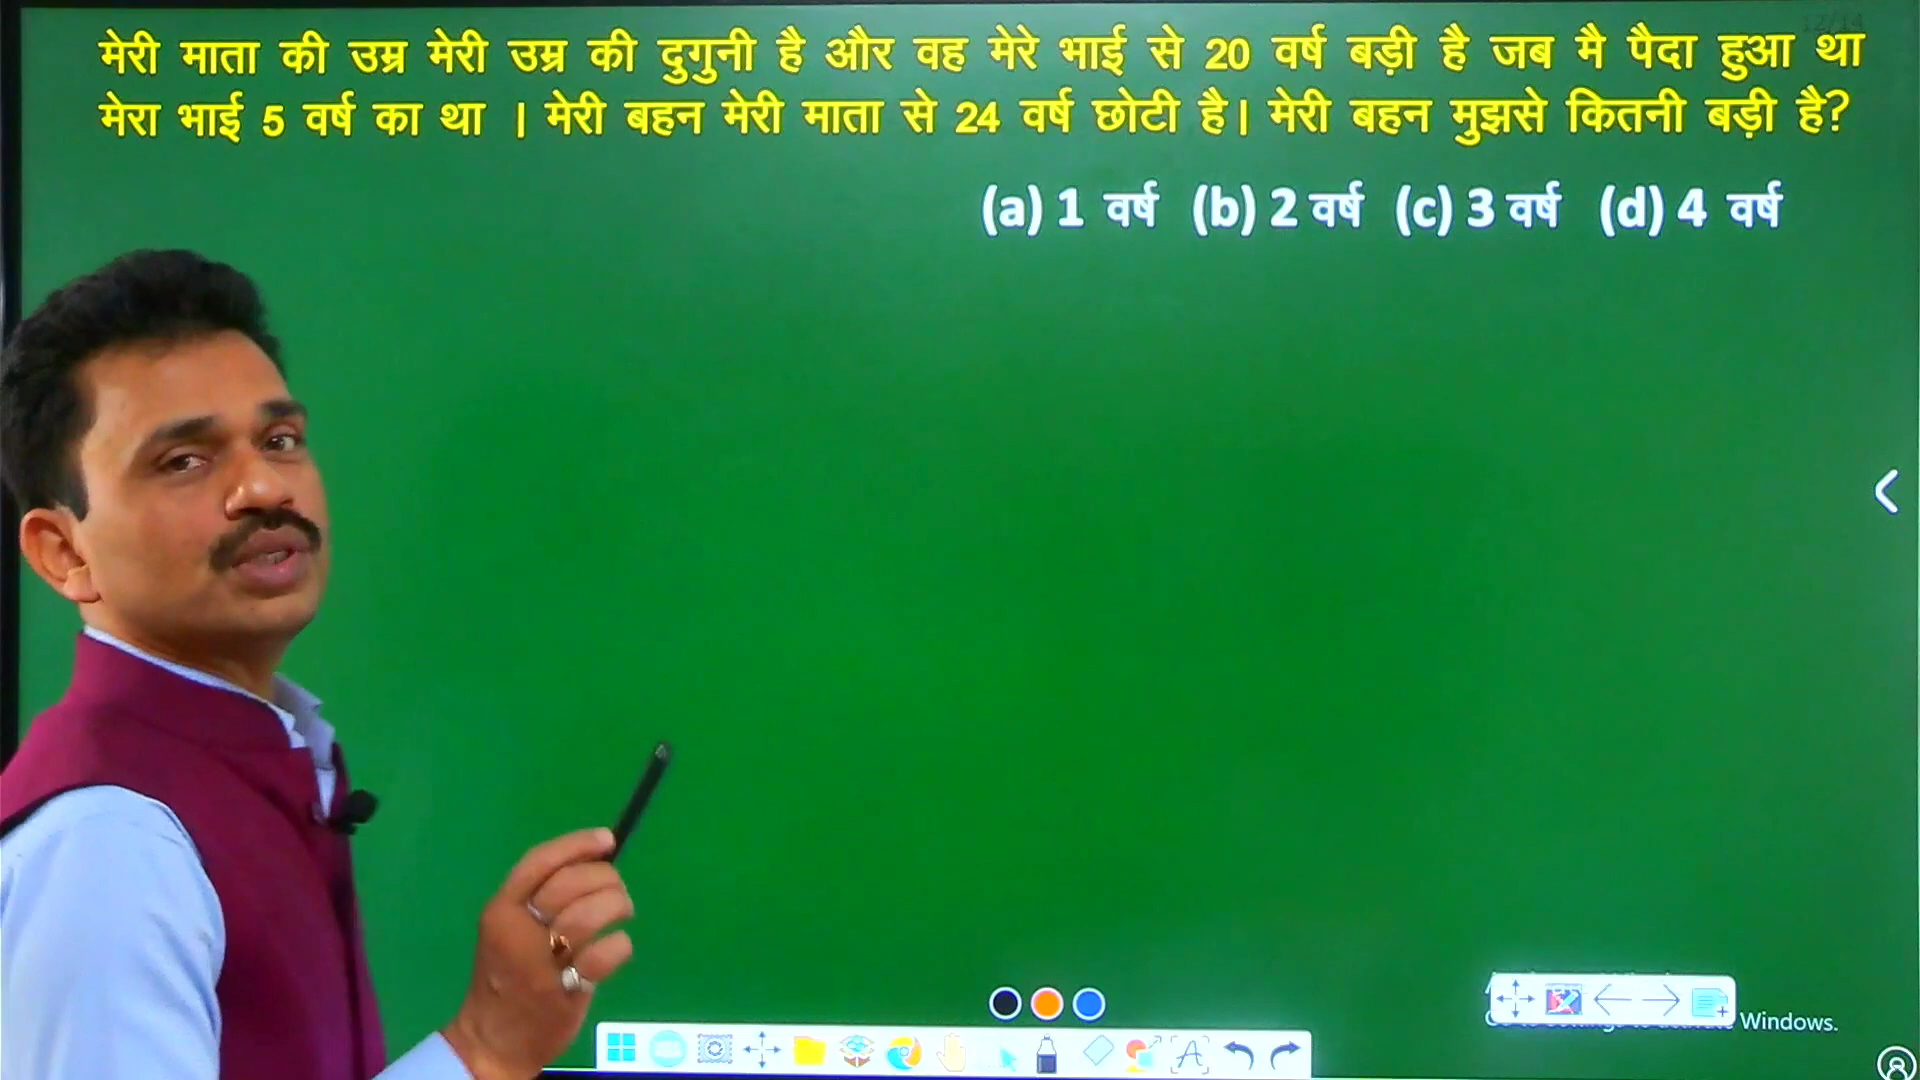 मेरी माता की उम्र मेरी उम्र की दुगुनी है और वह मेरे भाई से 20 वर्ष बड़ी है जब मै पैदा हुआ था
मेरा भाई 5 वर्ष का था | मेरी बहन मेरी माता से 24 वर्ष छोटी है| मेरी बहन मुझसे कितनी बड़ी है?
(a) 1 वर्ष (b) 2 वर्ष (c) 3 वर्ष (d) 4 वर्ष
Windows.